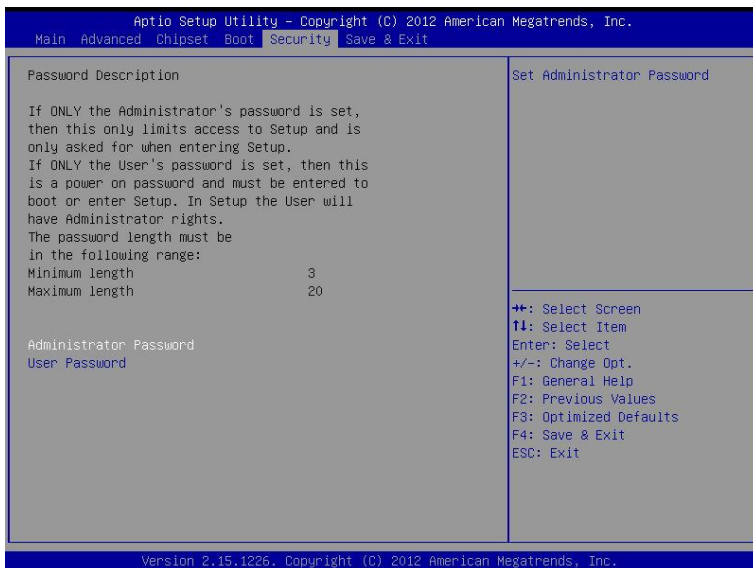 Aptio Setup Utility – Copyright (C) 2012 American Megatrends, Inc.
Main Advanced Chipset Boot Security Save & Exit
Password Description
If ONLY the Administrator's password is set,
then this only limits access to Setup and is
only asked for when entering Setup.
If ONLY the User's password is set, then this
is a power on password and must be entered to
boot or enter Setup. In Setup the User will
have Administrator rights.
The password length must be
in the following range:
Minimum length 3
Maximum length 20
Administrator Password
User Password
Set Administrator Password
→←: Select Screen
↑↓: Select Item
Enter: Select
+/-: Change Opt.
F1: General Help
F2: Previous Values
F3: Optimized Defaults
F4: Save & Exit
ESC: Exit
Version 2.15.1226. Copyright (C) 2012 American Megatrends, Inc.